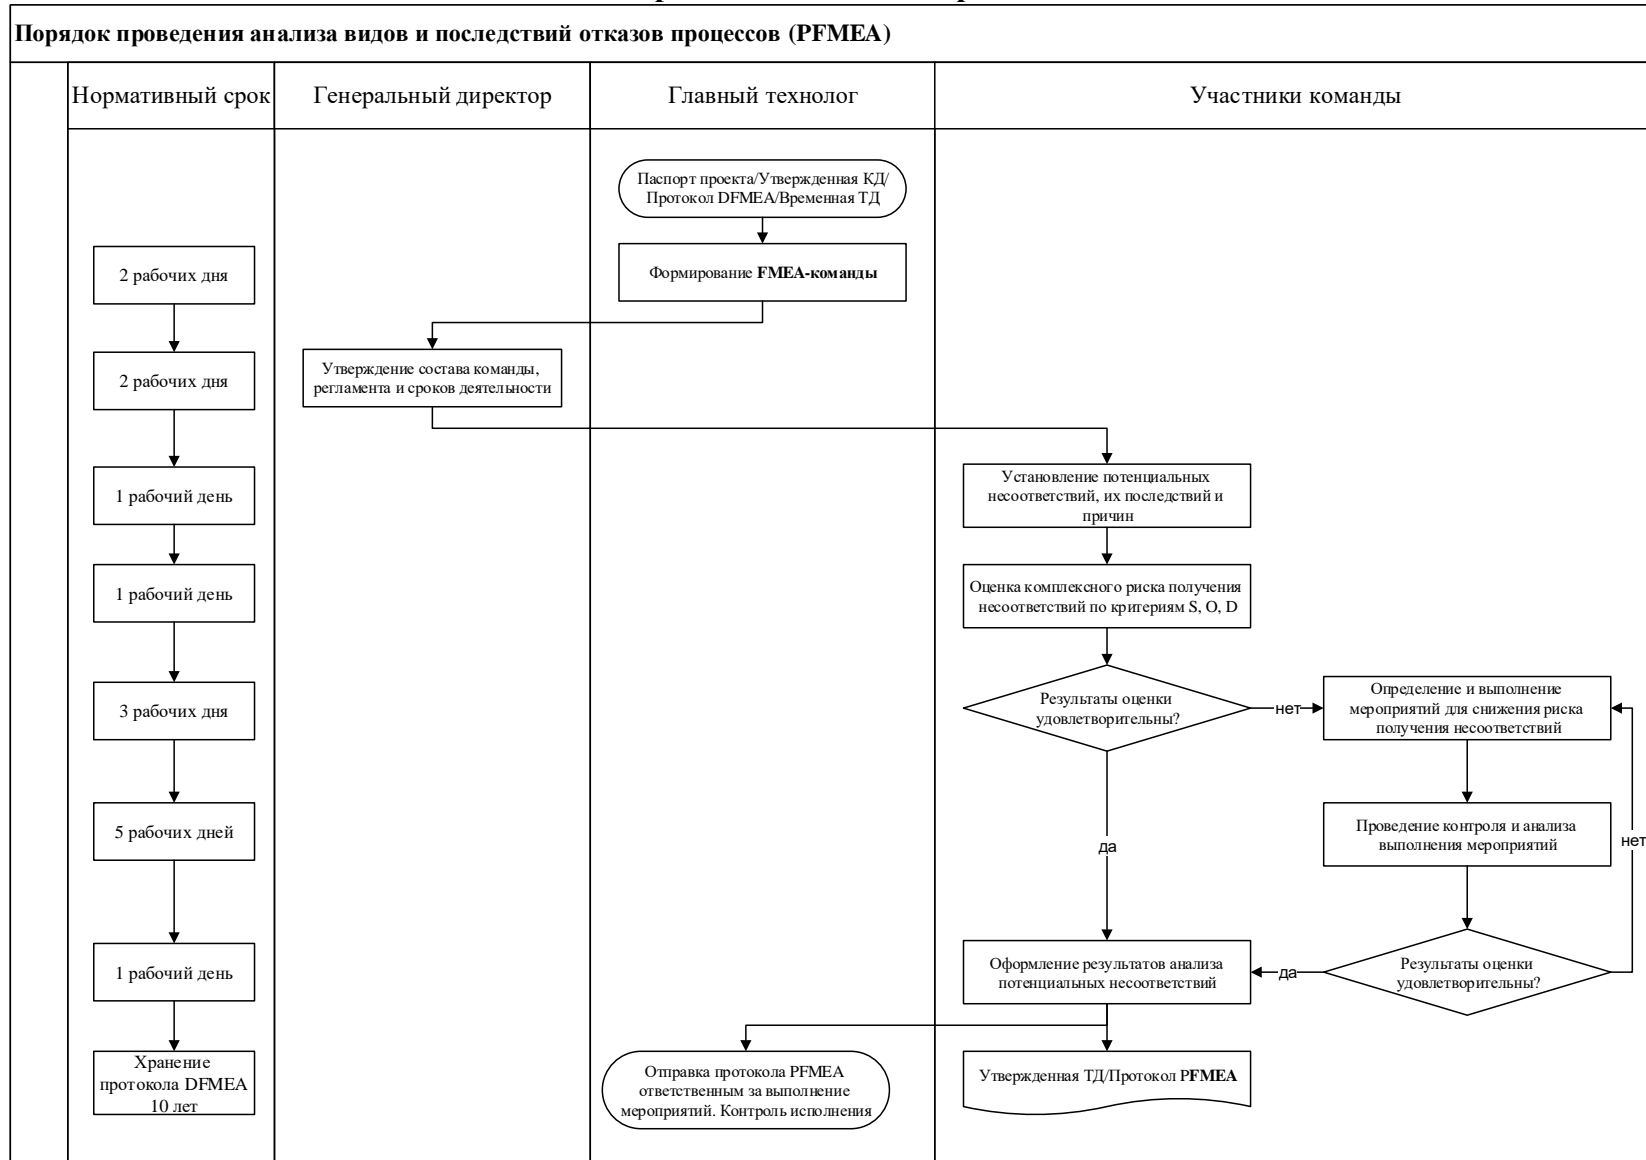 Порядок проведения анализа видов и последствий отказов процессов (PFMEA)
Нормативный срок
Генеральный директор
Главный технолог
Участники команды
Паспорт проекта/Утвержденная КД/
Протокол DFMEA/Временная ТД
2 рабочих дня
Формирование FMEA-команды
2 рабочих дня
Утверждение состава команды,
регламента и сроков деятельности
1 рабочий день
Установление потенциальных
несоответствий, их последствий и
причин
1 рабочий день
Оценка комплексного риска получения
несоответствий по критериям S, O, D
3 рабочих дня
Результаты оценки
удовлетворительны?
нет
Определение и выполнение
мероприятий для снижения риска
получения несоответствий
5 рабочих дней
да
Проведение контроля и анализа
выполнения мероприятий
нет
1 рабочий день
Оформление результатов анализа
потенциальных несоответствий
да
Результаты оценки
удовлетворительны?
Хранение
протокола DFMEA
10 лет
Отправка протокола PFMEA
ответственным за выполнение
мероприятий. Контроль исполнения
Утвержденная ТД/Протокол PFMEA